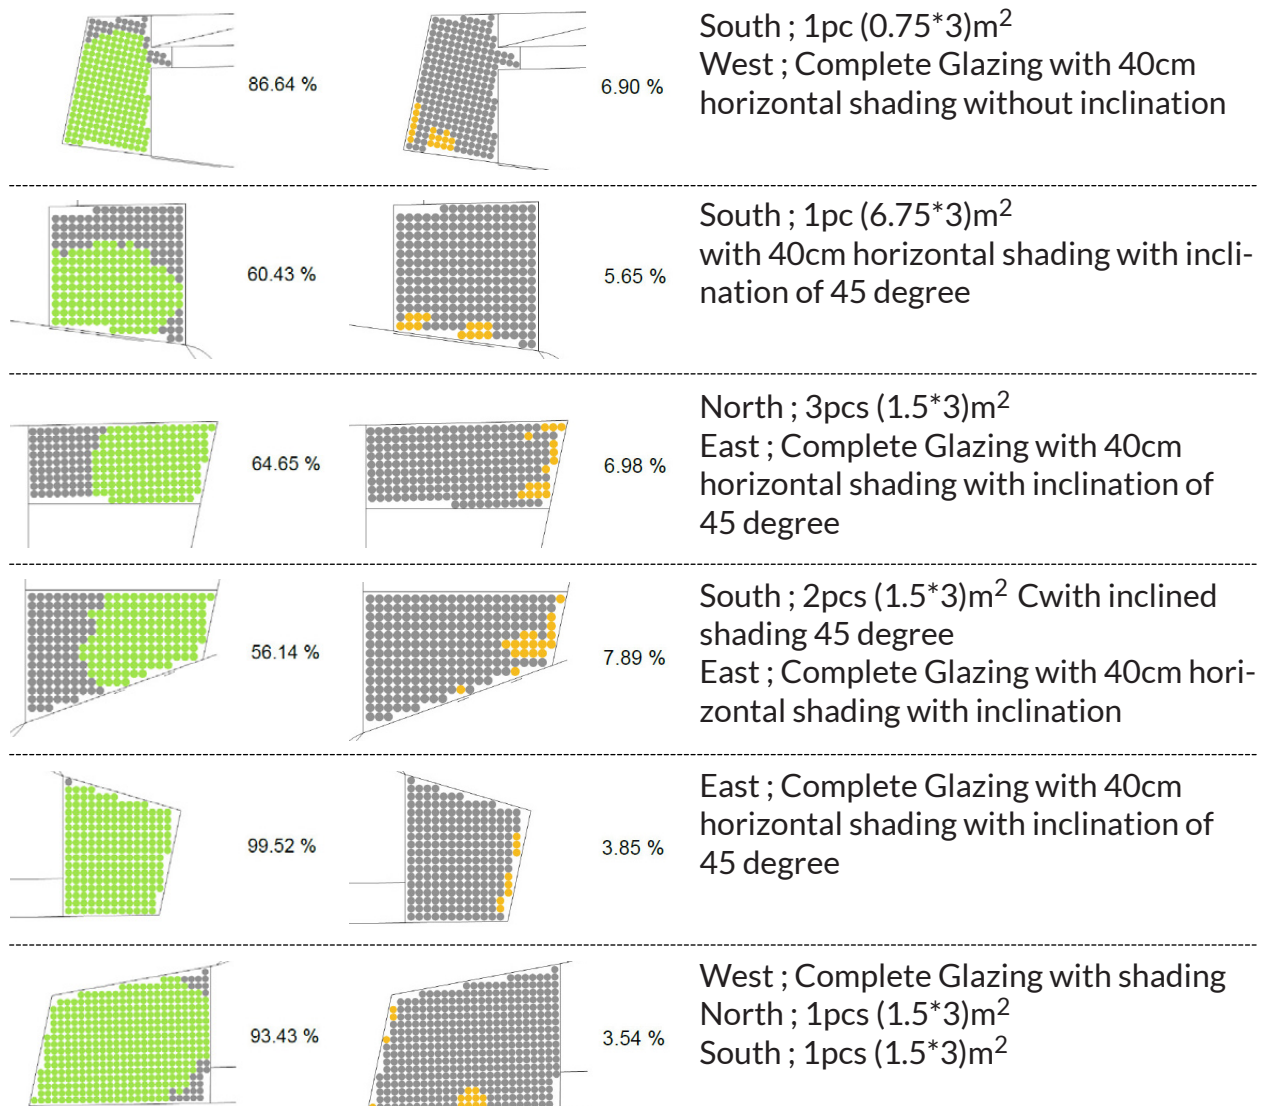 86.64 %
6.90 %
South ; 1pc (0.75*3)m2
West ; Complete Glazing with 40cm
horizontal shading without inclination
60.43 %
5.65 %
South ; 1pc (6.75*3)m2
with 40cm horizontal shading with incli-
nation of 45 degree
64.65 %
6.98 %
North ; 3pcs (1.5*3)m2
East ; Complete Glazing with 40cm
horizontal shading with inclination of
45 degree
56.14 %
7.89 %
South ; 2pcs (1.5*3)m2 Cwith inclined
shading 45 degree
East ; Complete Glazing with 40cm hori-
zontal shading with inclination
99.52 %
3.85 %
East ; Complete Glazing with 40cm
horizontal shading with inclination of
45 degree
93.43 %
3.54 %
West ; Complete Glazing with shading
North ; 1pcs (1.5*3)m2
South ; 1pcs (1.5*3)m2